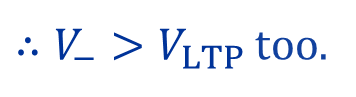 ∴ V₋ > V_LTP too.